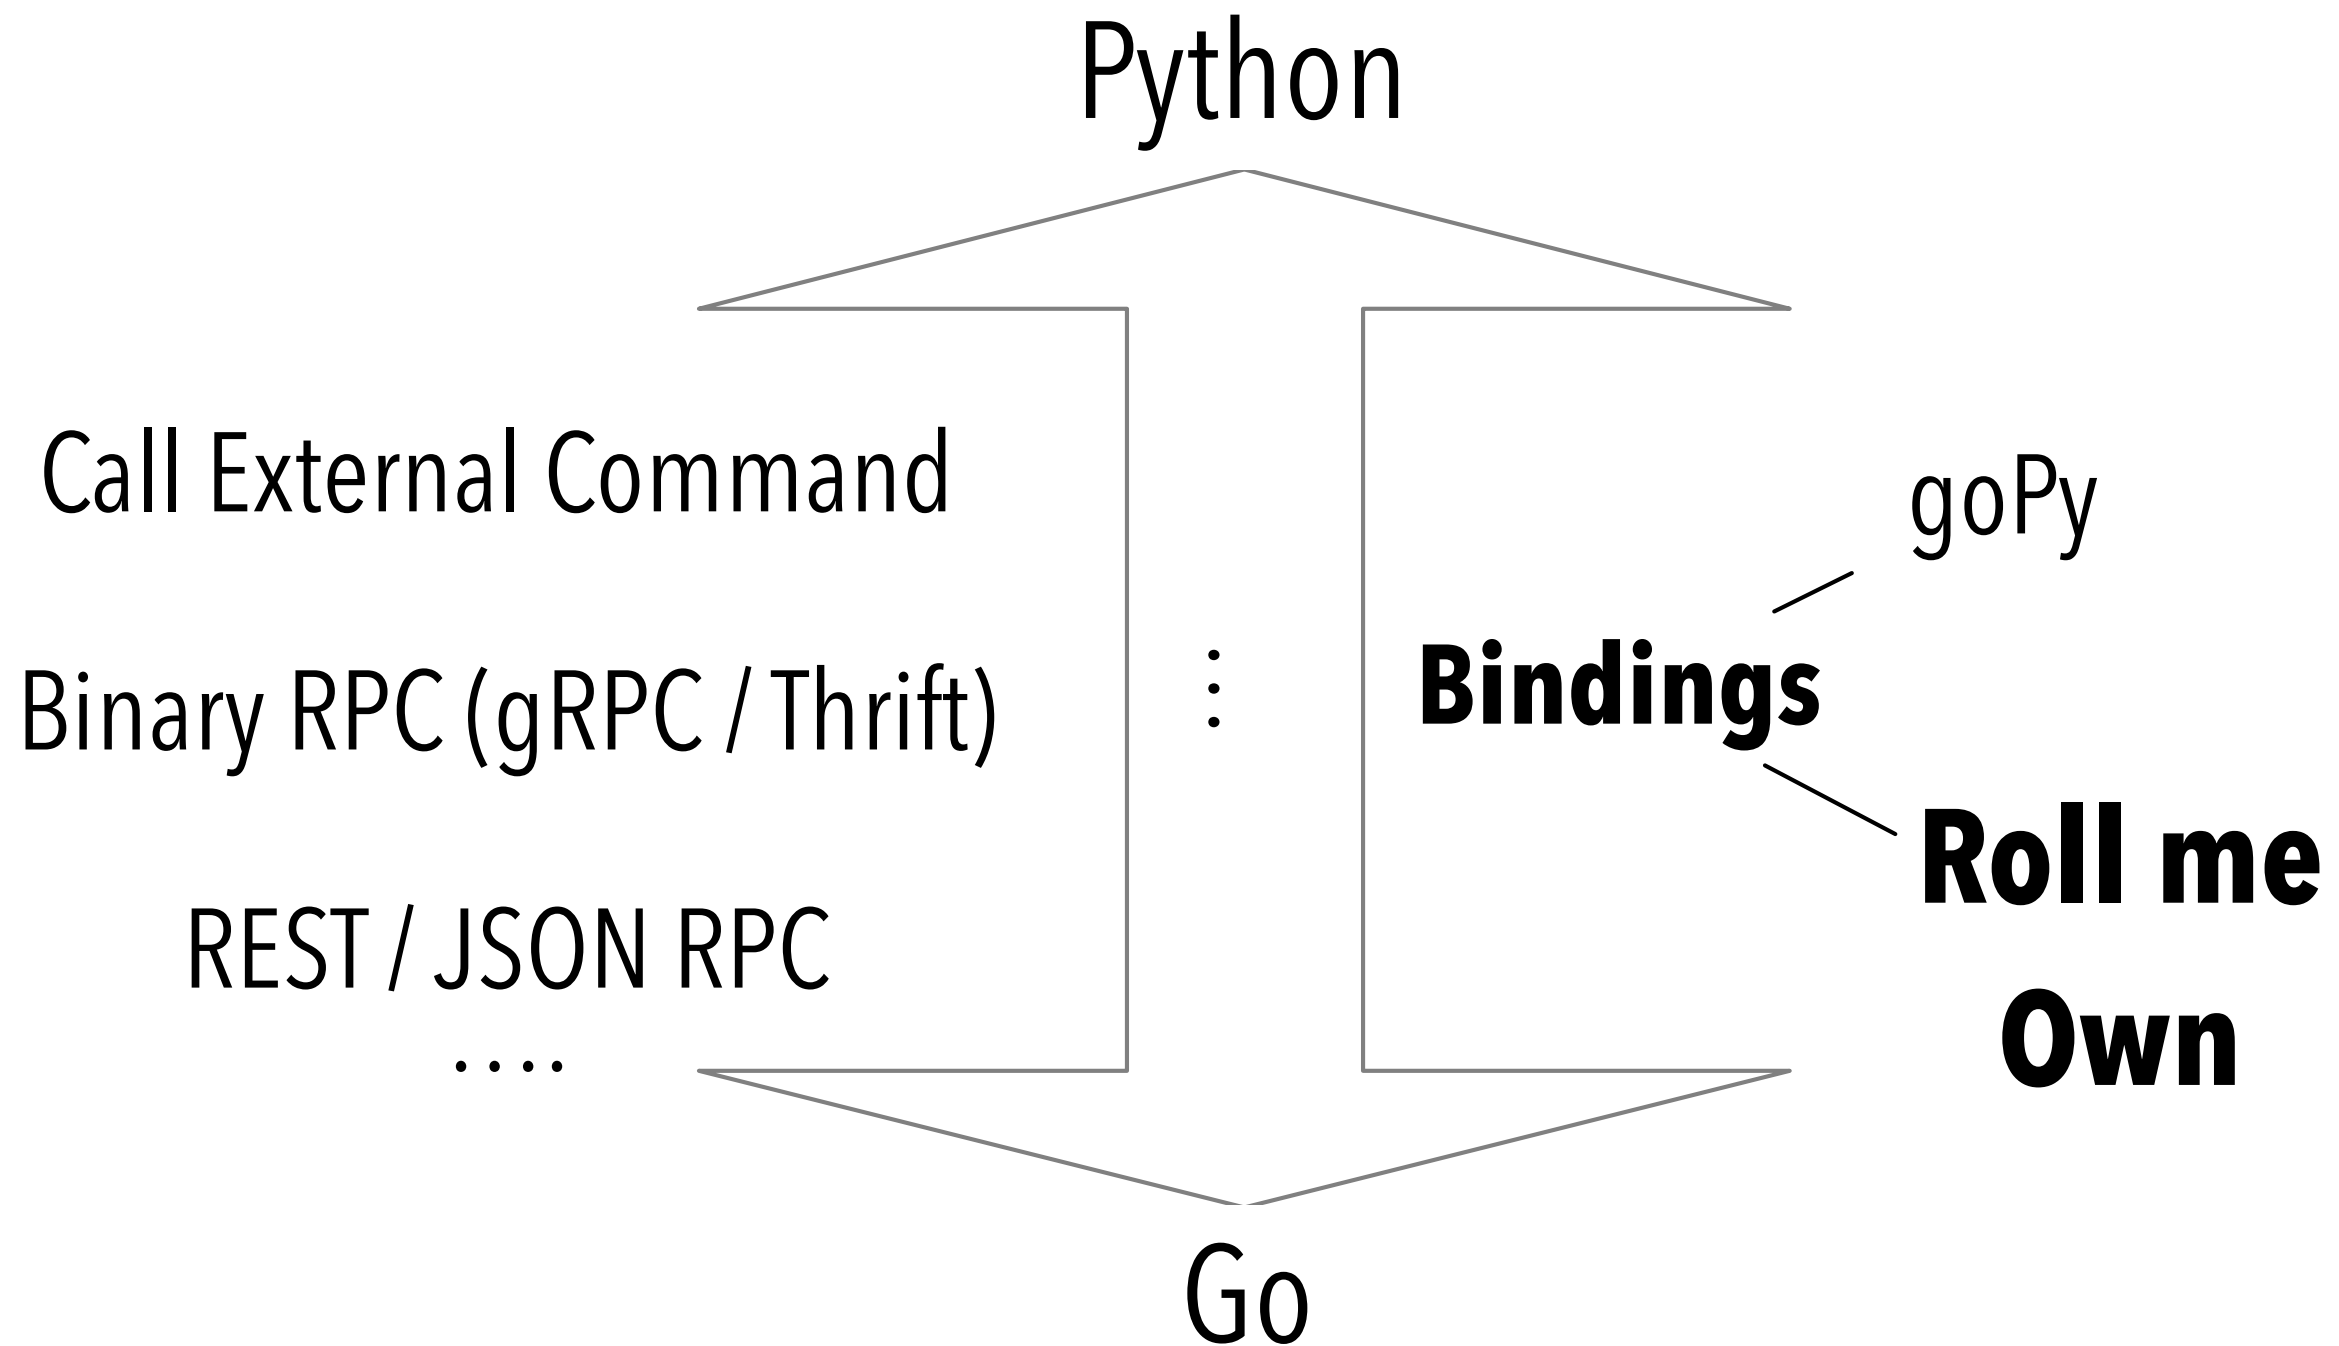 Python
Call External Command
Binary RPC (gRPC / Thrift)
REST / JSON RPC
....
⋮
goPy
Bindings
Roll me
Own
Go